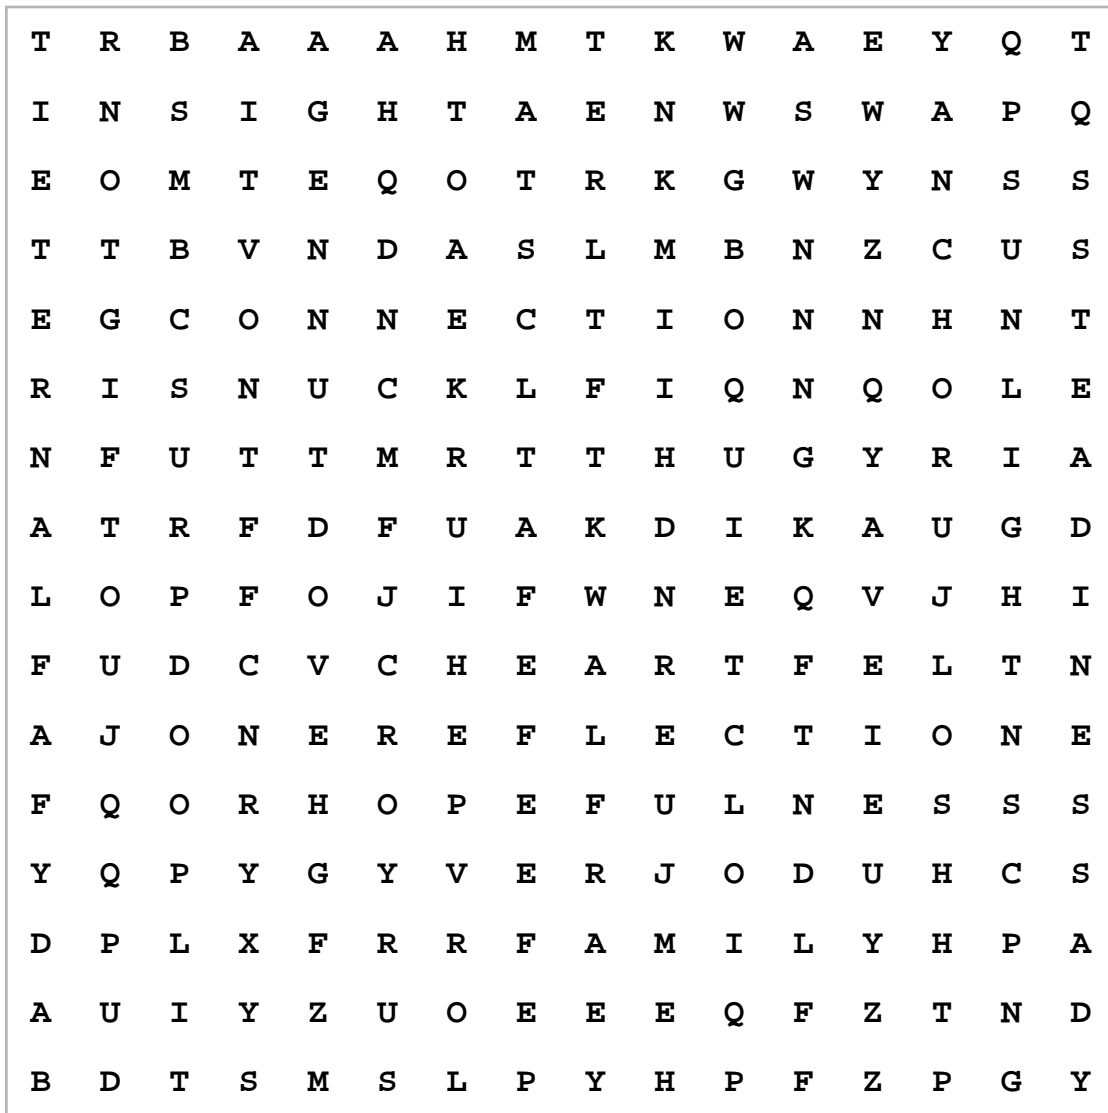 T R B A A A H M T K W A E Y Q T
I N S I G H T A E N W S W A P Q
E O M T E Q O T R K G W Y N S S
T T B V N D A S L M B N Z C U S
E G C O N N E C T I O N N H N T
R I S N U C K L F I Q N Q O L E
N F U T T M R T T H U G Y R I A
A T R F D F U A K D I K A U G D
L O P F O J I F W N E Q V J H I
F U D C V C H E A R T F E L T N
A J O N E R E F L E C T I O N E
F Q O R H O P E F U L N E S S S
Y Q P Y G Y V E R J O D U H C S
D P L X F R R F A M I L Y H P A
A U I Y Z U O E E E Q F Z T N D
B D T S M S L P Y H P F Z P G Y